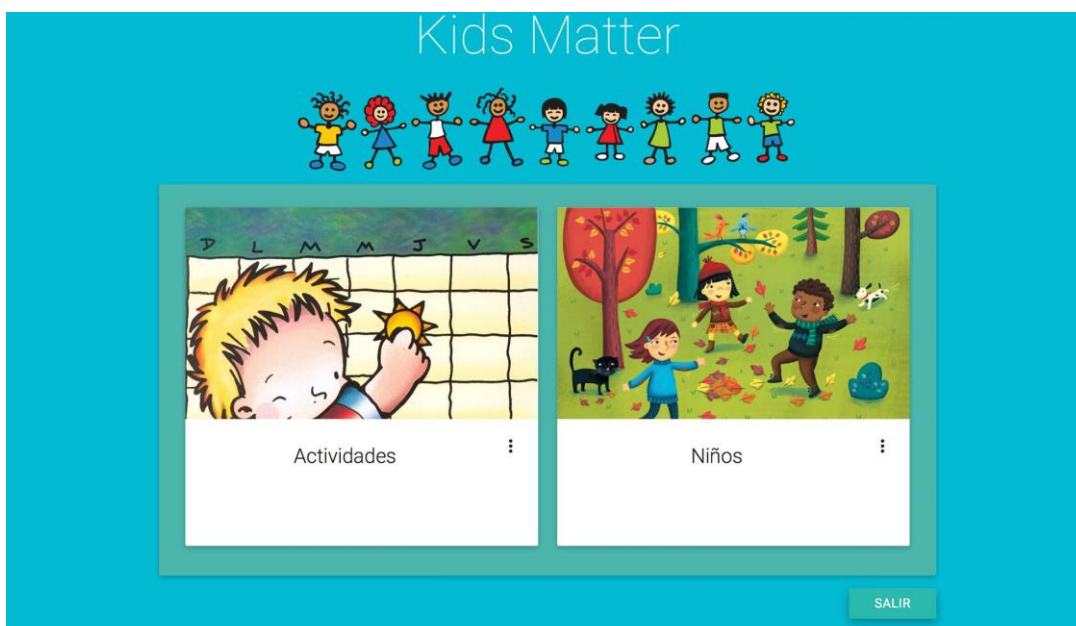 Kids Matter
D L M M J V S
Actividades
Niños
SALIR